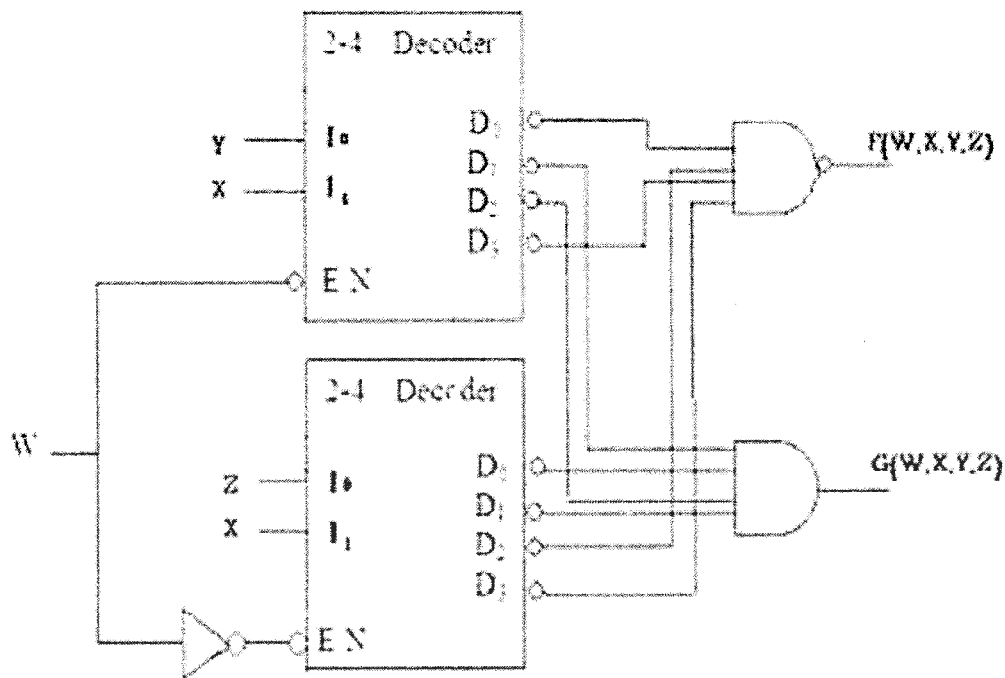 2-4 Decoder
Y I0
X I1
D0
D1
D2
D3
EN
F(W,X,Y,Z)
W
2-4 Decoder
Z I0
X I1
D0
D1
D2
D3
EN
G(W,X,Y,Z)